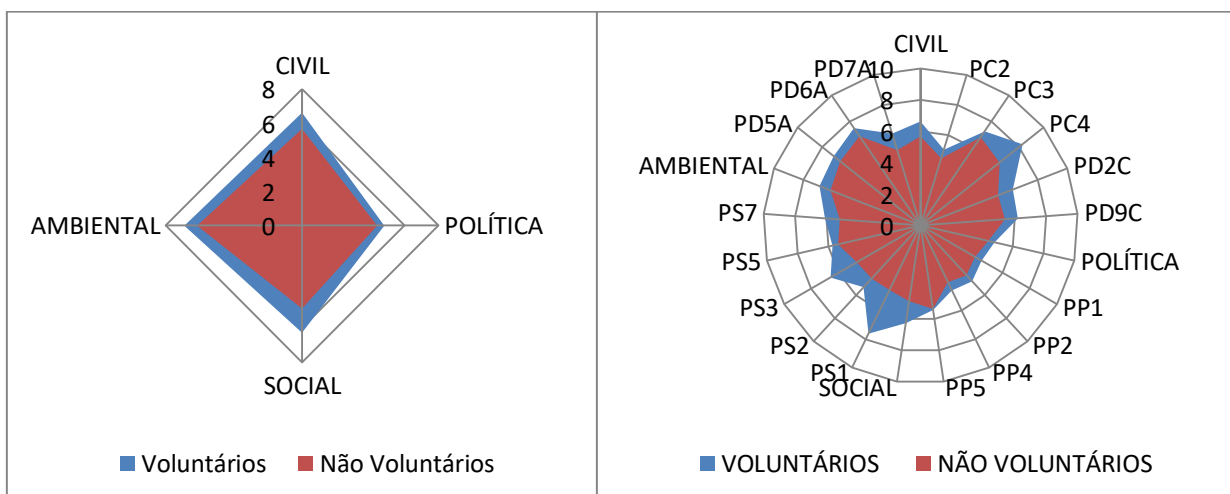 CIVIL
8
6
4
2
0
AMBIENTAL
POLÍTICA
SOCIAL
Voluntários
Não Voluntários
CIVIL
10
8
6
4
2
0
PC2
PC3
PC4
PD2C
PD9C
POLÍTICA
PP1
PP2
PP4
PP5
SOCIAL
PS1
PS2
PS3
PS5
PS7
AMBIENTAL
PD5A
PD6A
PD7A
VOLUNTÁRIOS
NÃO VOLUNTÁRIOS